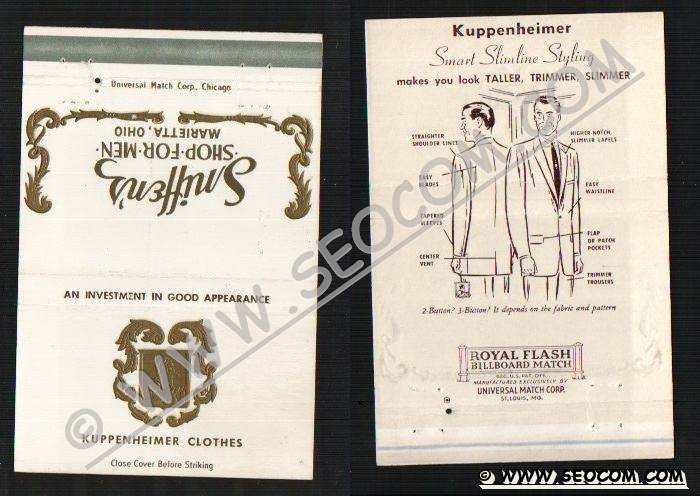 Universal Match Corp., Chicago
Sniffen's
·SHOP·FOR·MEN·
MARIETTA, OHIO
AN INVESTMENT IN GOOD APPEARANCE
KUPPENHEIMER CLOTHES
Close Cover Before Striking
Kuppenheimer
Smart Slimline Styling
makes you look TALLER, TRIMMER, SLIMMER
STRAIGHTER
SHOULDER LINES
EASY
BLADES
TAPERED
SLEEVES
CENTER
VENT
HIGHER-NOTCH,
SLIMMER LAPELS
EASY
WAISTLINE
FLAP
OR PATCH
POCKETS
TRIMMER
TROUSERS
2-Button? 3-Button? It depends on the fabric and pattern
ROYAL FLASH
BILLBOARD MATCH
REG. U.S. PAT. OFF.
MANUFACTURED EXCLUSIVELY BY
UNIVERSAL MATCH CORP.
ST. LOUIS, MO.
© WWW.SEOCOM.COM
© WWW.SEOCOM.COM